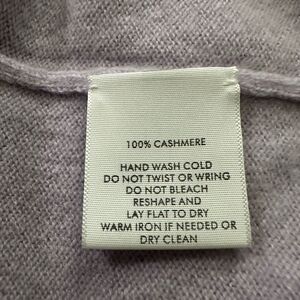 100% CASHMERE
HAND WASH COLD
DO NOT TWIST OR WRING
DO NOT BLEACH
RESHAPE AND
LAY FLAT TO DRY
WARM IRON IF NEEDED OR
DRY CLEAN